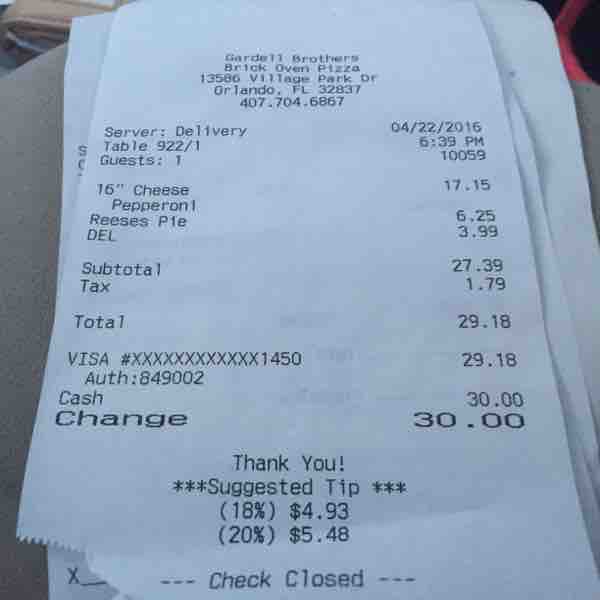 Gardell Brothers
Brick Oven Pizza
13586 Village Park Dr
Orlando, FL 32837
407.704.6867
Server: Delivery 04/22/2016
Table 922/1 6:39 PM
Guests: 1 10059
16" Cheese 17.15
Pepperoni
Reeses Pie 6.25
DEL 3.99
Subtotal 27.39
Tax 1.79
Total 29.18
VISA #XXXXXXXXXXXX1450 29.18
Auth:849002
Cash 30.00
Change 30.00
Thank You!
***Suggested Tip ***
(18%) $4.93
(20%) $5.48
--- Check Closed ---
X__